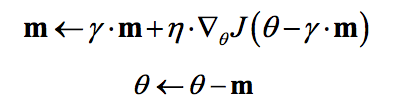 m ← γ · m + η · ∇_θ J(θ − γ · m)
θ ← θ − m